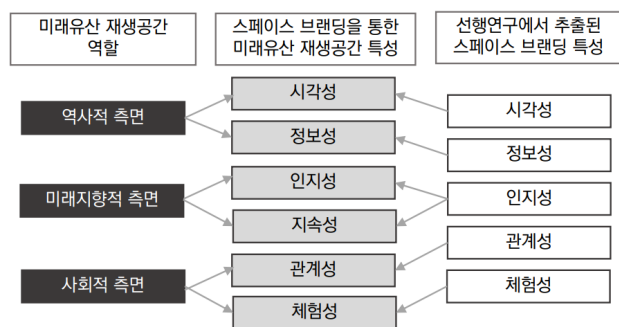 미래유산 재생공간
역할
스페이스 브랜딩을 통한
미래유산 재생공간 특성
선행연구에서 추출된
스페이스 브랜딩 특성
역사적 측면
미래지향적 측면
사회적 측면
시각성
정보성
인지성
지속성
관계성
체험성
시각성
정보성
인지성
관계성
체험성